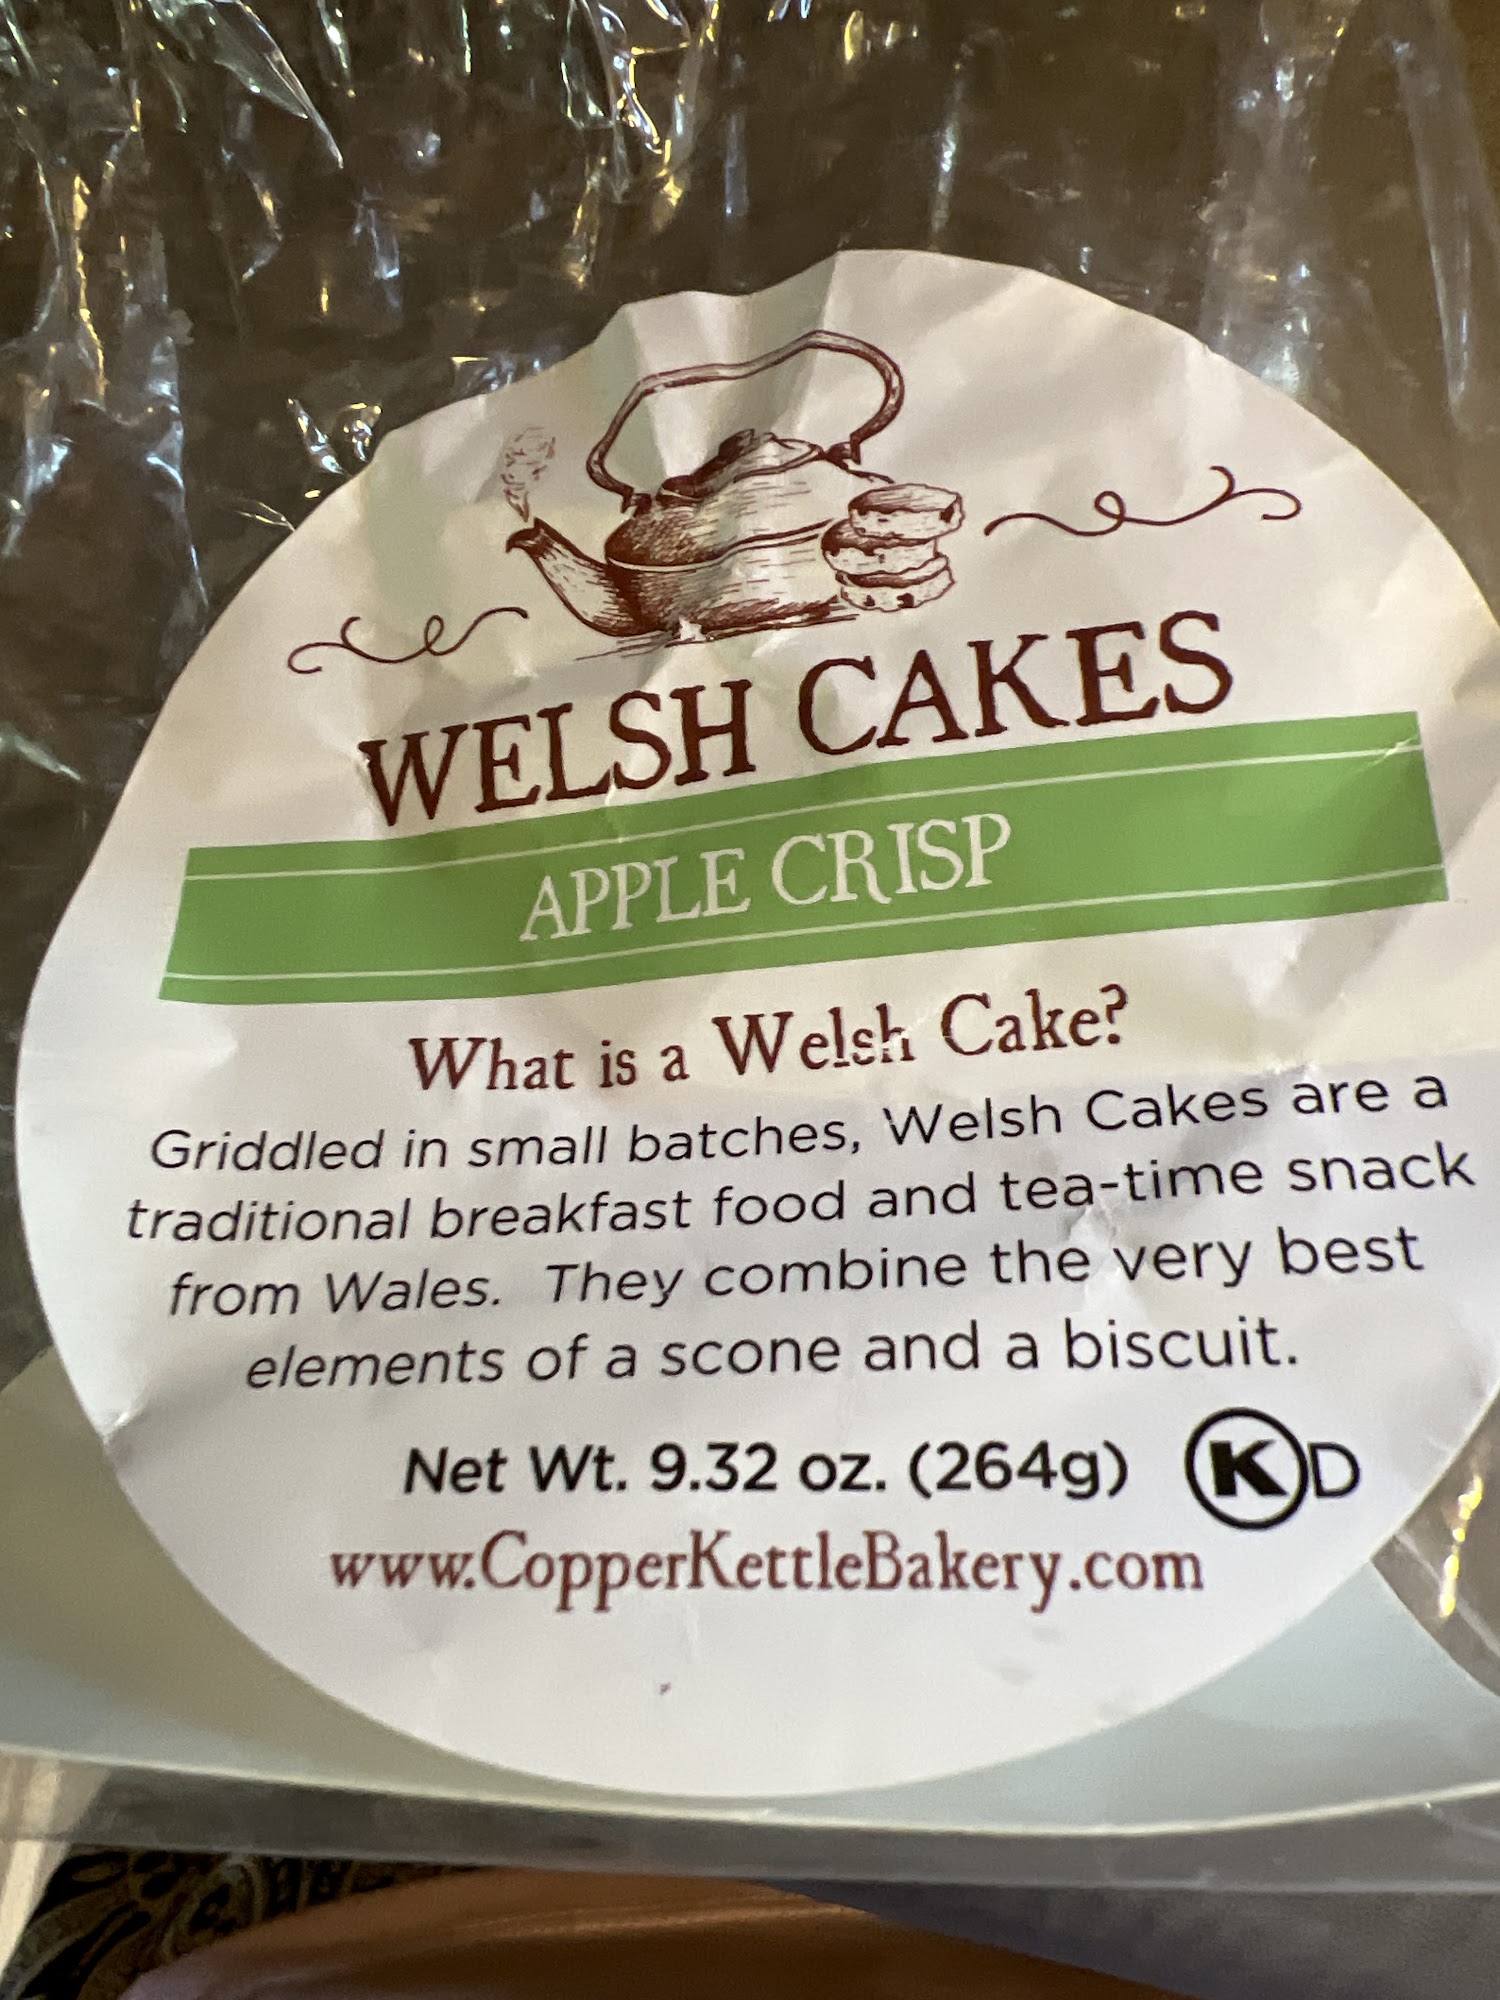 WELSH CAKES
APPLE CRISP
What is a Welsh Cake?
Griddled in small batches, Welsh Cakes are a
traditional breakfast food and tea-time snack
from Wales. They combine the very best
elements of a scone and a biscuit.
Net Wt. 9.32 oz. (264g) K D
www.CopperKettleBakery.com